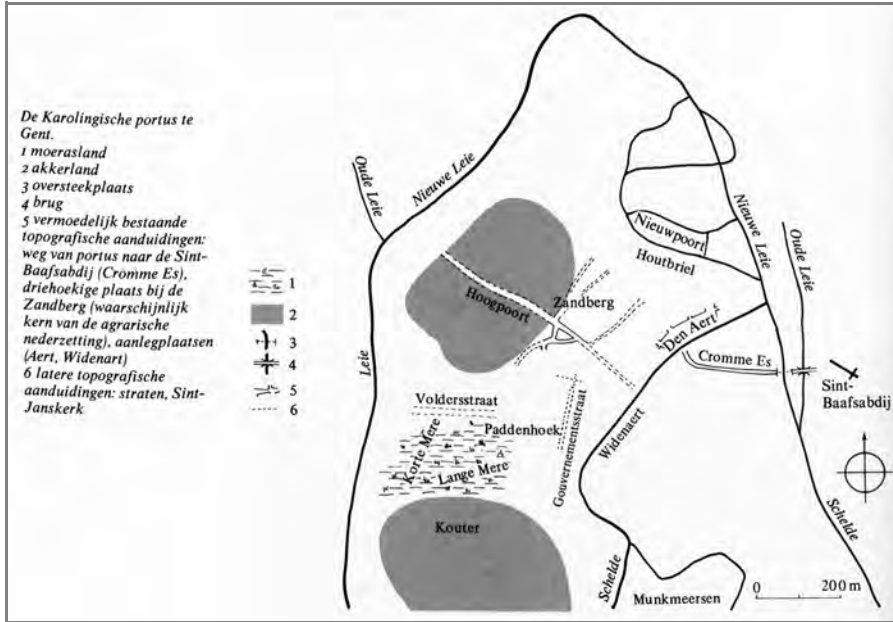 De Karolingische portus te
Gent.
1 moerasland
2 akkerland
3 oversteekplaats
4 brug
5 vermoedelijk bestaande
topografische aanduidingen:
weg van portus naar de Sint-
Baafsabdij (Cromme Es),
driehoekige plaats bij de
Zandberg (waarschijnlijk
kern van de agrarische
nederzetting), aanlegplaatsen
(Aert, Widenart)
6 latere topografische
aanduidingen: straten, Sint-
Janskerk
1
2
3
4
5
6
Oude Leie
Nieuwe Leie
Leie
Hoogpoort
Zandberg
Nieuwpoort
Houtbriel
Nieuwe Leie
Oude Leie
Den Aert
Cromme Es
Sint-
Baafsabdij
Voldersstraat
Paddenhoek
Korte Mere
Lange Mere
Gouvernementsstraat
Widenaert
Kouter
Schelde
Schelde
Munkmeersen
0 200 m